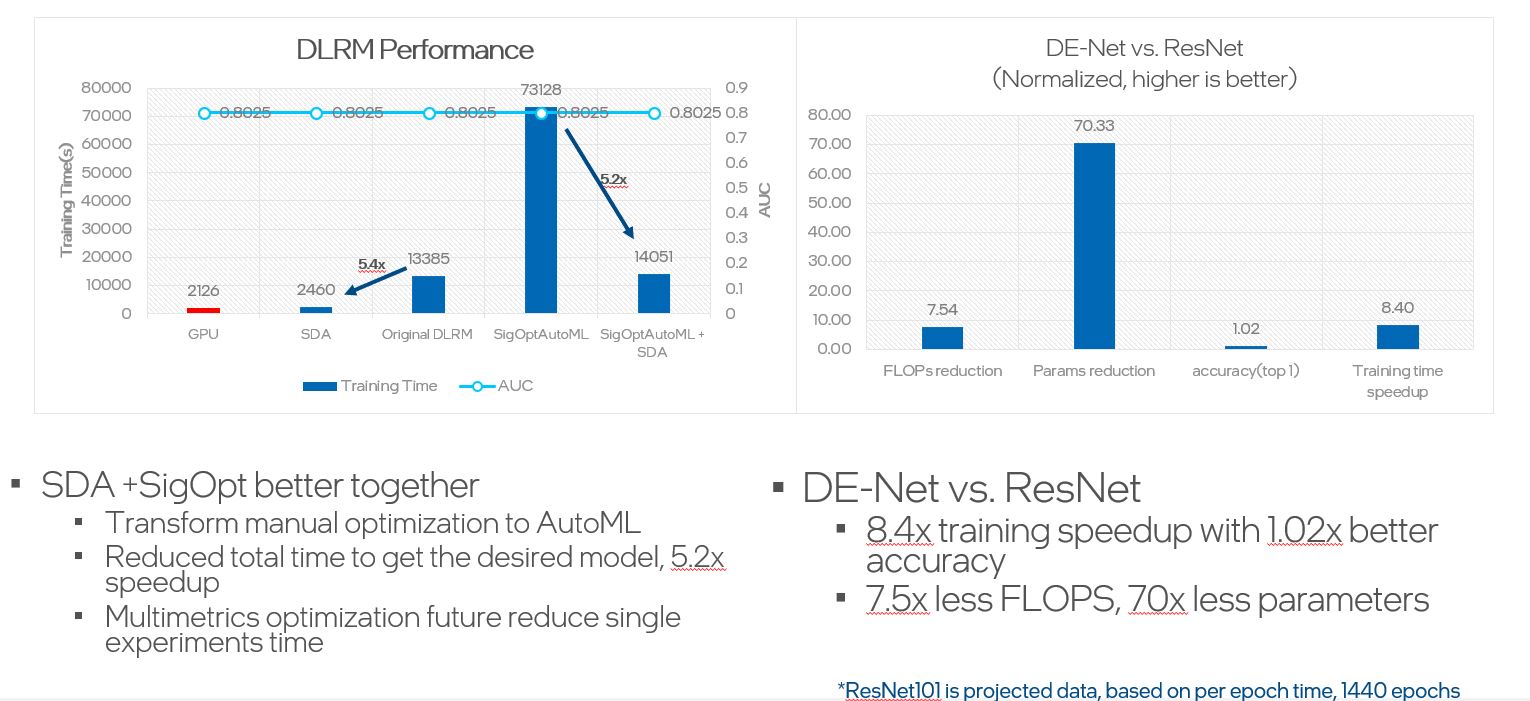 DLRM Performance
80000
70000
60000
50000
40000
30000
20000
10000
0
Training Time(s)
0.9
0.8
0.7
0.6
0.5
0.4
0.3
0.2
0.1
0
AUC
0.8025
0.8025
0.8025
0.8025
0.8025
2126
2460
13385
73128
14051
5.4x
5.2x
GPU
SDA
Original DLRM
SigOptAutoML
SigOptAutoML +
SDA
Training Time
AUC
DE-Net vs. ResNet
(Normalized, higher is better)
80.00
70.00
60.00
50.00
40.00
30.00
20.00
10.00
0.00
7.54
70.33
1.02
8.40
FLOPs reduction
Params reduction
accuracy(top 1)
Training time
speedup
▪ SDA +SigOpt better together
▪ Transform manual optimization to AutoML
▪ Reduced total time to get the desired model, 5.2x
speedup
▪ Multimetrics optimization future reduce single
experiments time
▪ DE-Net vs. ResNet
▪ 8.4x training speedup with 1.02x better
accuracy
▪ 7.5x less FLOPS, 70x less parameters
*ResNet101 is projected data, based on per epoch time, 1440 epochs